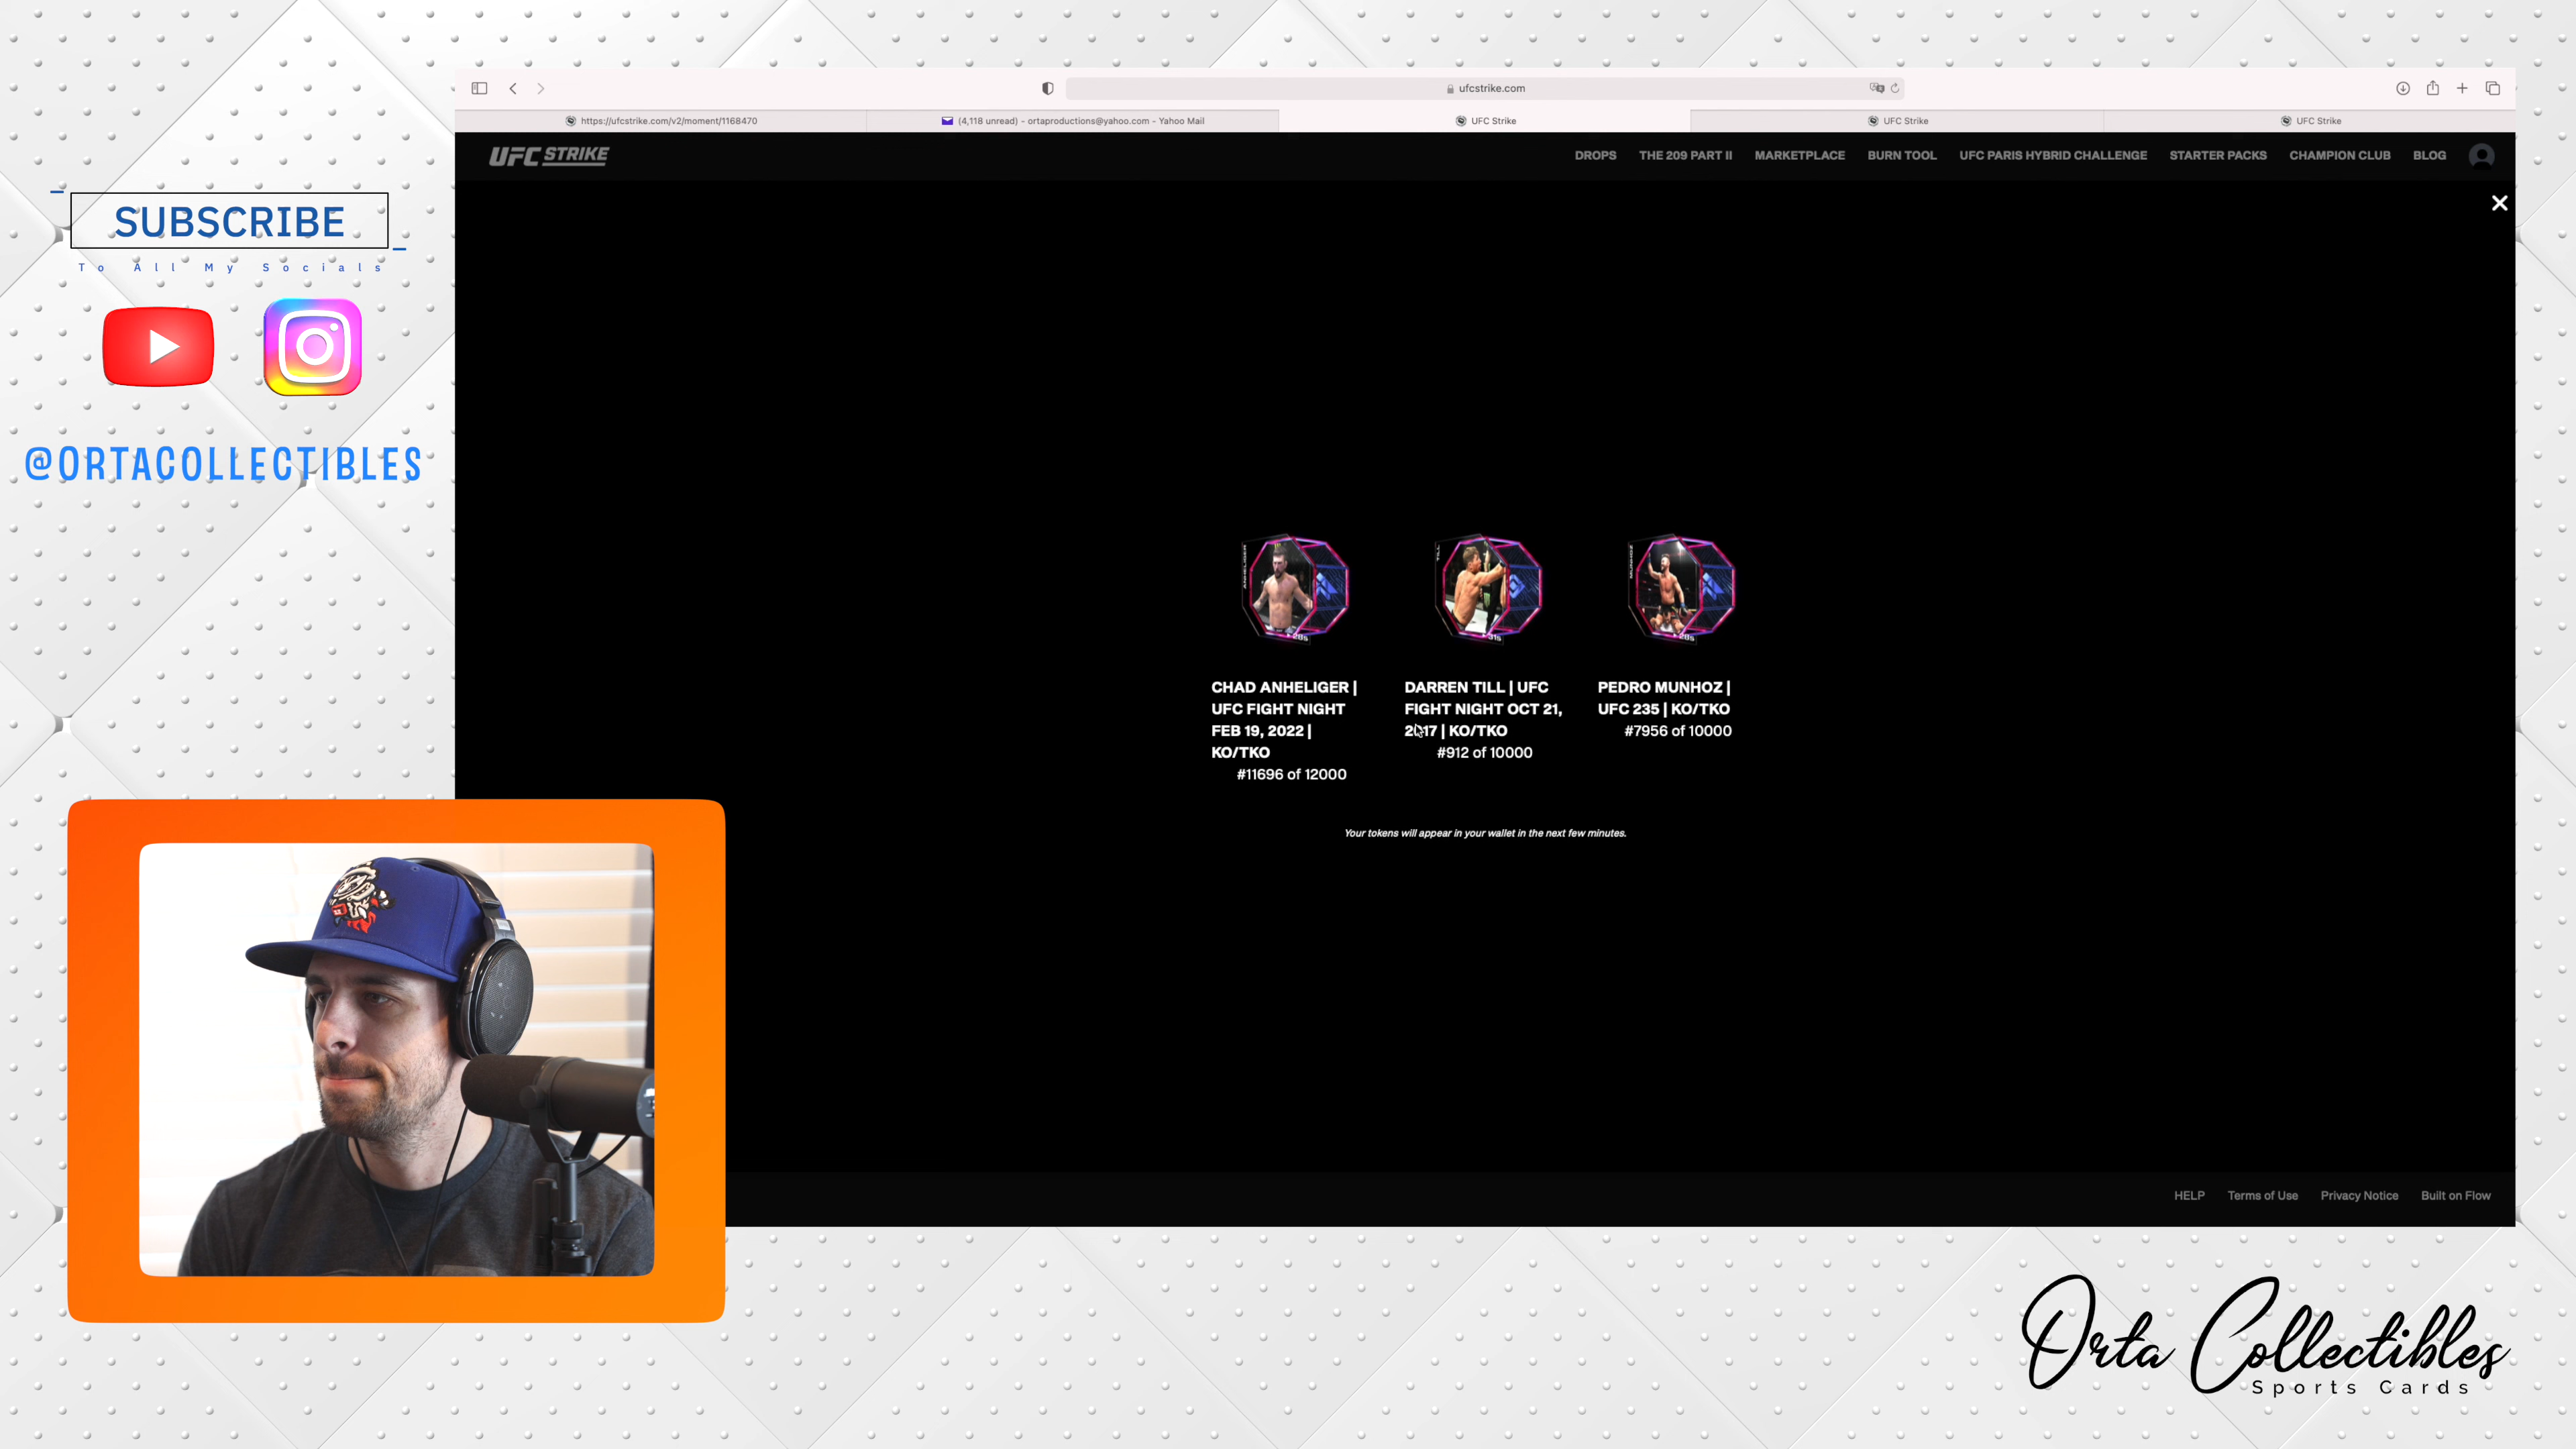 ufcstrike.com
https://ufcstrike.com/v2/moment/1168470
(4,118 unread) - ortaproductions@yahoo.com - Yahoo Mail
UFC Strike
UFC Strike
UFC Strike
UFC STRIKE
DROPS
THE 209 PART II
MARKETPLACE
BURN TOOL
UFC PARIS HYBRID CHALLENGE
STARTER PACKS
CHAMPION CLUB
BLOG
SUBSCRIBE
To All My Socials
@ORTACOLLECTIBLES
ANHELIGER
TILL
MUNHOZ
CHAD ANHELIGER |
UFC FIGHT NIGHT
FEB 19, 2022 |
KO/TKO
#11696 of 12000
DARREN TILL | UFC
FIGHT NIGHT OCT 21,
2017 | KO/TKO
#912 of 10000
PEDRO MUNHOZ |
UFC 235 | KO/TKO
#7956 of 10000
Your tokens will appear in your wallet in the next few minutes.
HELP
Terms of Use
Privacy Notice
Built on Flow
Orta Collectibles
Sports Cards